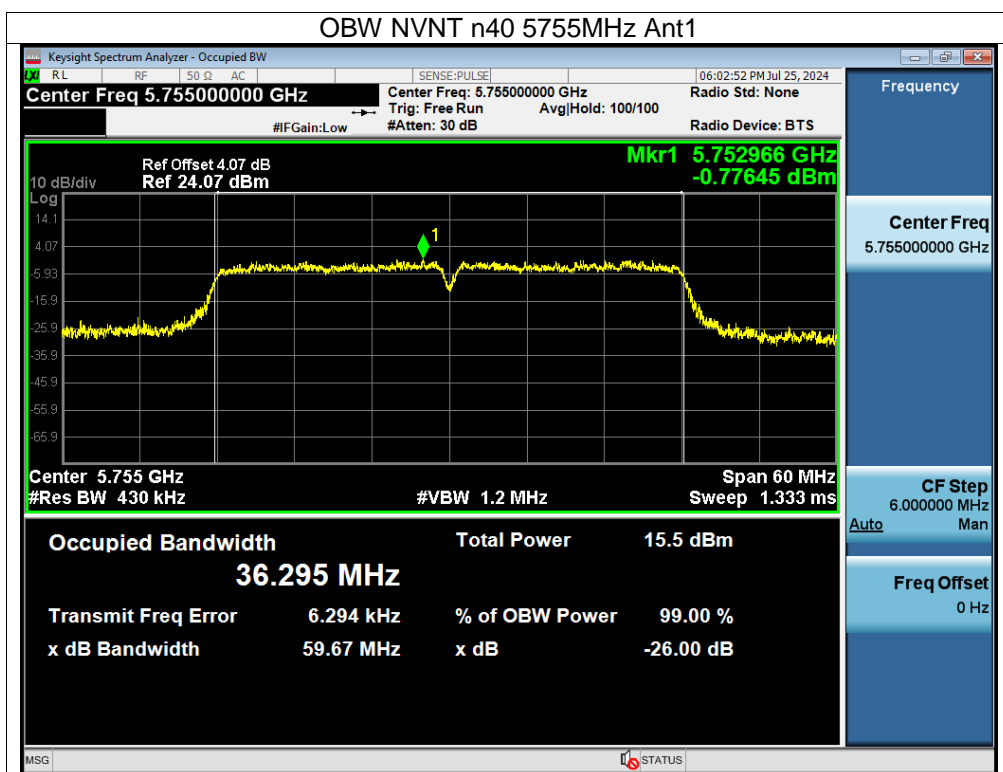 OBW NVNT n40 5755MHz Ant1
Keysight Spectrum Analyzer - Occupied BW
LXI RL RF 50 Ω AC SENSE:PULSE 06:02:52 PM Jul 25, 2024
Center Freq 5.755000000 GHz
Center Freq: 5.755000000 GHz
Radio Std: None
Trig: Free Run Avg|Hold: 100/100
#IFGain:Low #Atten: 30 dB Radio Device: BTS
Ref Offset 4.07 dB
10 dB/div Ref 24.07 dBm
Mkr1 5.752966 GHz
-0.77645 dBm
Log
14.1
4.07
-5.93
-15.9
-25.9
-35.9
-45.9
-55.9
-65.9
1
Center 5.755 GHz Span 60 MHz
#Res BW 430 kHz #VBW 1.2 MHz Sweep 1.333 ms
Occupied Bandwidth Total Power 15.5 dBm
36.295 MHz
Transmit Freq Error 6.294 kHz % of OBW Power 99.00 %
x dB Bandwidth 59.67 MHz x dB -26.00 dB
MSG STATUS
Frequency
Center Freq
5.755000000 GHz
CF Step
6.000000 MHz
Auto Man
Freq Offset
0 Hz